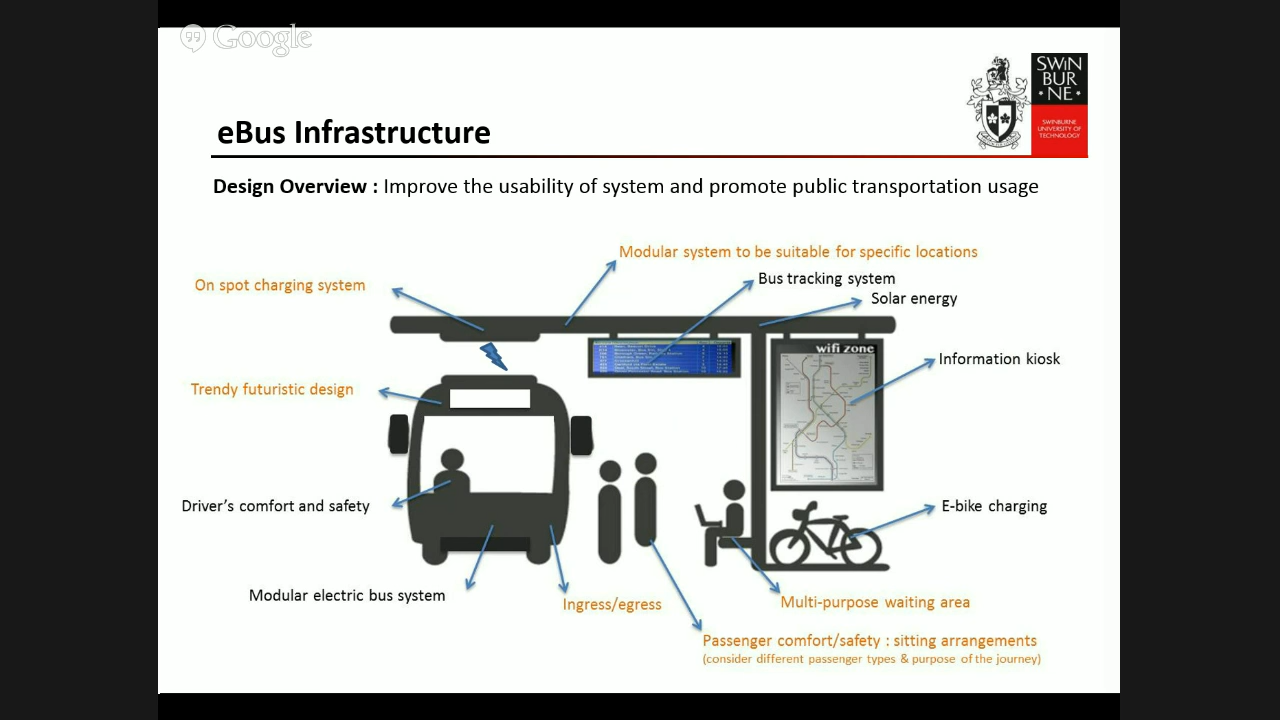 Google
SWIN
BUR
* NE *
SWINBURNE
UNIVERSITY OF
TECHNOLOGY
eBus Infrastructure
Design Overview : Improve the usability of system and promote public transportation usage
Modular system to be suitable for specific locations
Bus tracking system
On spot charging system
Solar energy
wifi zone
Information kiosk
Trendy futuristic design
Driver's comfort and safety
E-bike charging
Modular electric bus system
Ingress/egress
Multi-purpose waiting area
Passenger comfort/safety : sitting arrangements
(consider different passenger types & purpose of the journey)